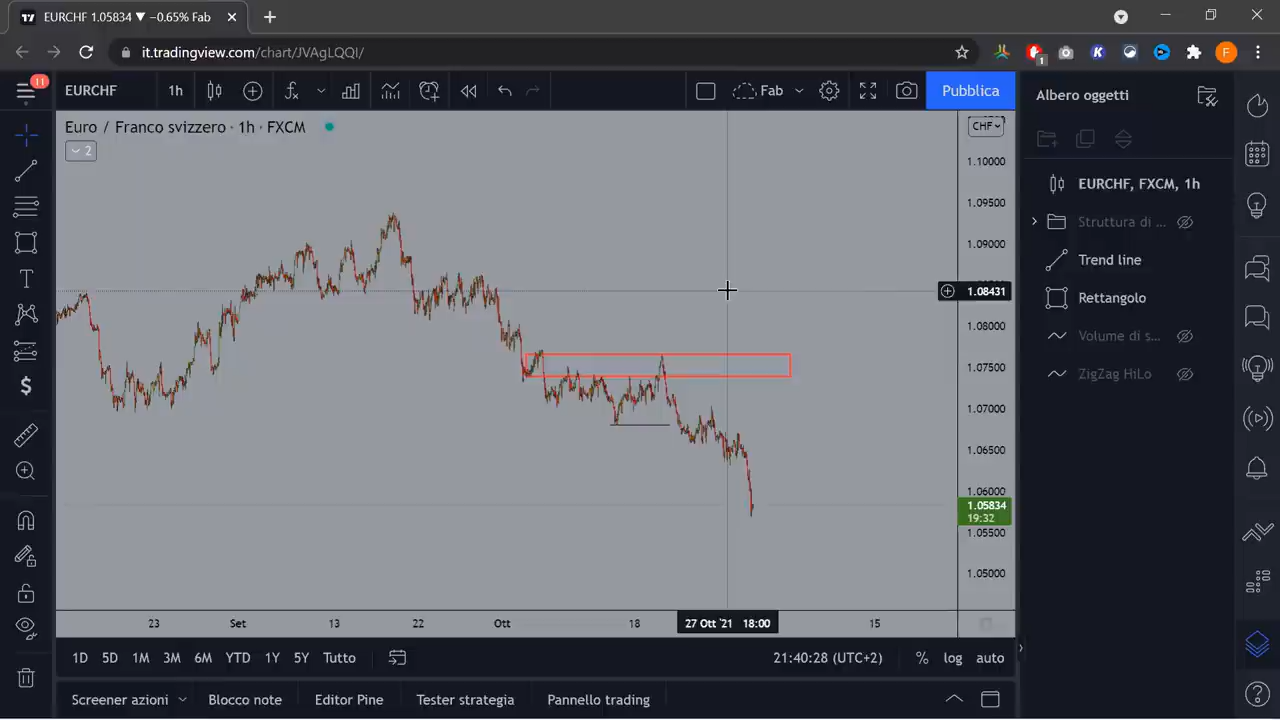 EURCHF 1.05834 ▼ −0.65% Fab
it.tradingview.com/chart/JVAgLQQI/
1
F
11
EURCHF
1h
Fab
Pubblica
Albero oggetti
Euro / Franco svizzero · 1h · FXCM
2
CHF
1.10000
1.09500
1.09000
1.08431
1.08000
1.07500
1.07000
1.06500
1.06000
1.05834
19:32
1.05500
1.05000
EURCHF, FXCM, 1h
Struttura di ...
Trend line
Rettangolo
Volume di s...
ZigZag HiLo
23
Set
13
22
Ott
18
27 Ott '21 18:00
15
1D 5D 1M 3M 6M YTD 1Y 5Y Tutto
21:40:28 (UTC+2)
% log auto
Screener azioni
Blocco note
Editor Pine
Tester strategia
Pannello trading